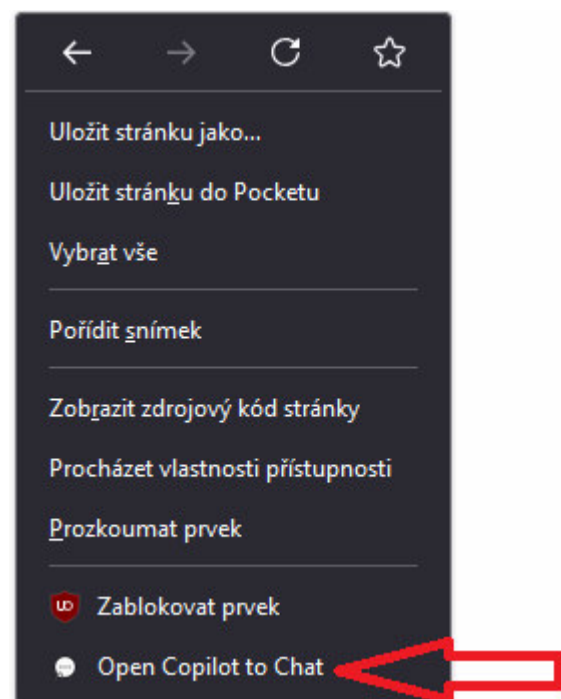 Uložit stránku jako...
Uložit stránku do Pocketu
Vybrat vše
Pořídit snímek
Zobrazit zdrojový kód stránky
Procházet vlastnosti přístupnosti
Prozkoumat prvek
Zablokovat prvek
Open Copilot to Chat